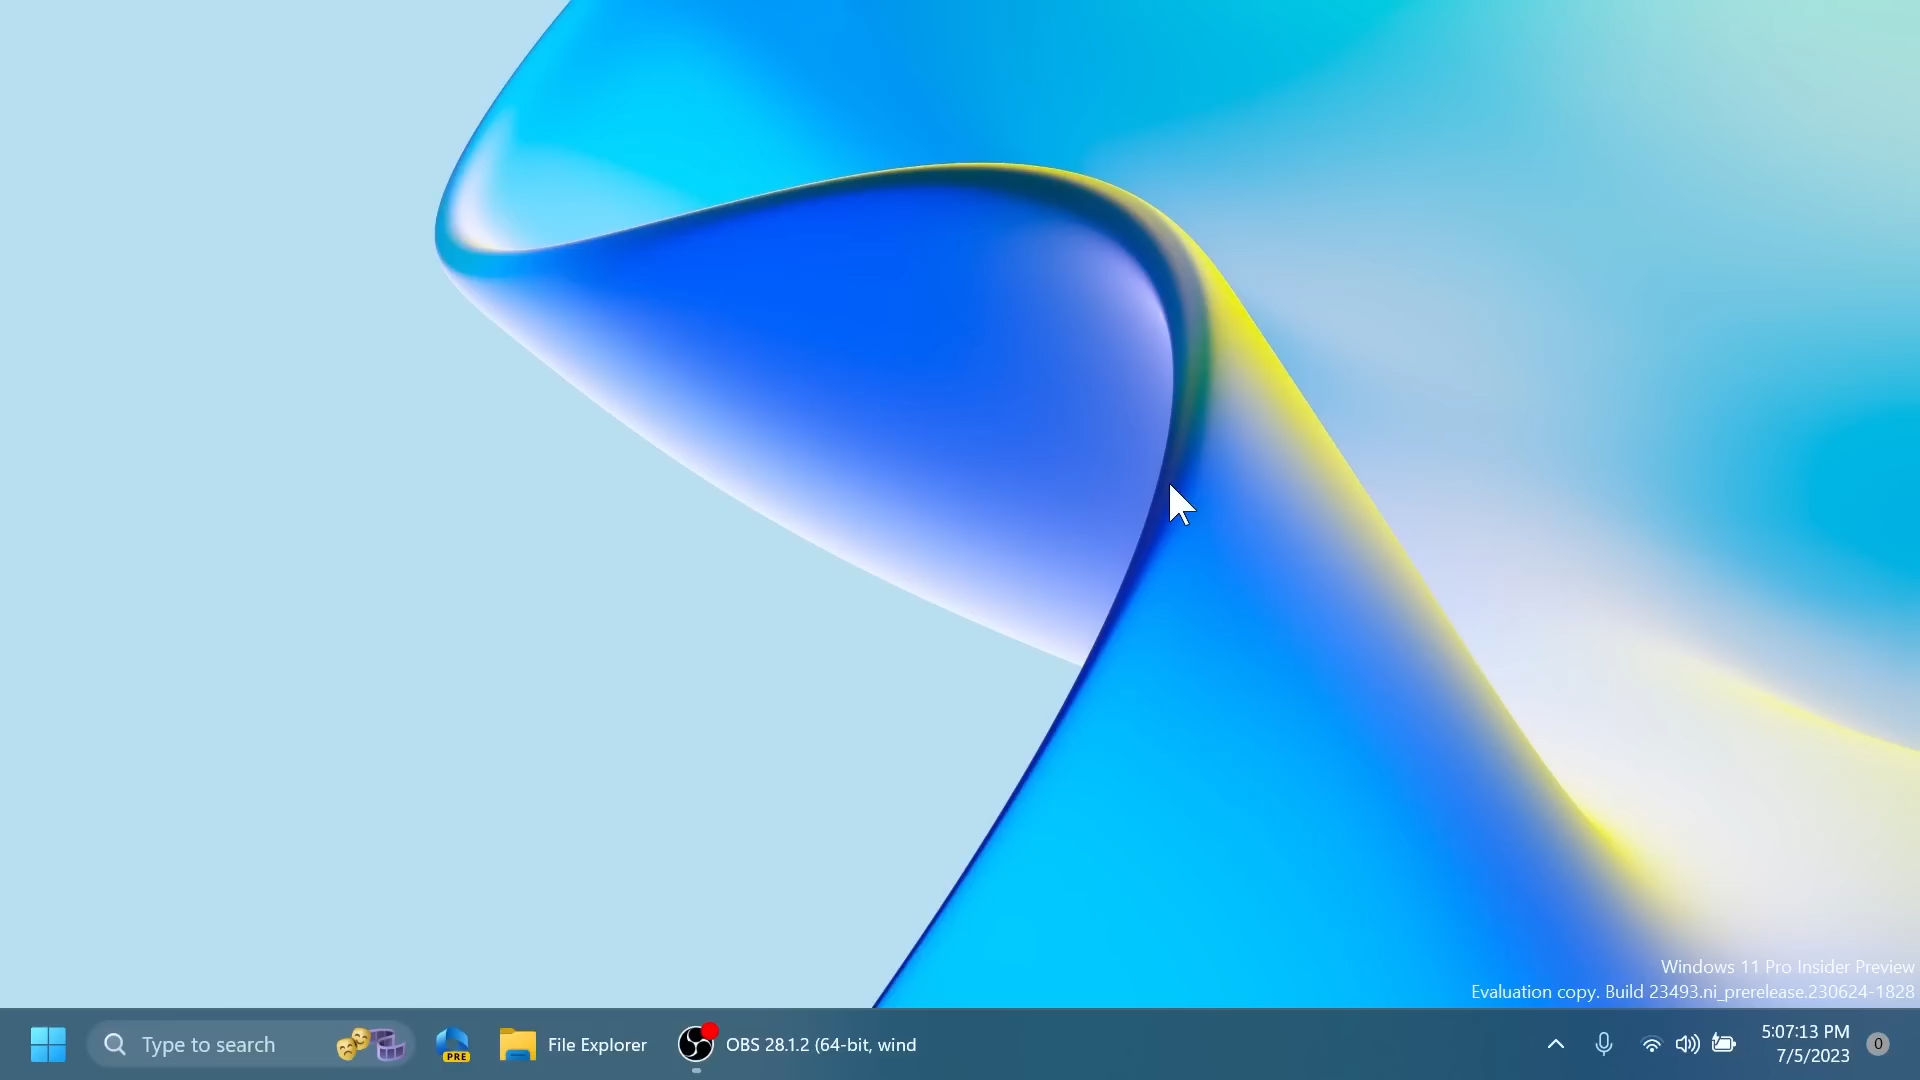 Windows 11 Pro Insider Preview
Evaluation copy. Build 23493.ni_prerelease.230624-1828
Type to search
PRE
File Explorer
OBS 28.1.2 (64-bit, wind
5:07:13 PM
7/5/2023
0